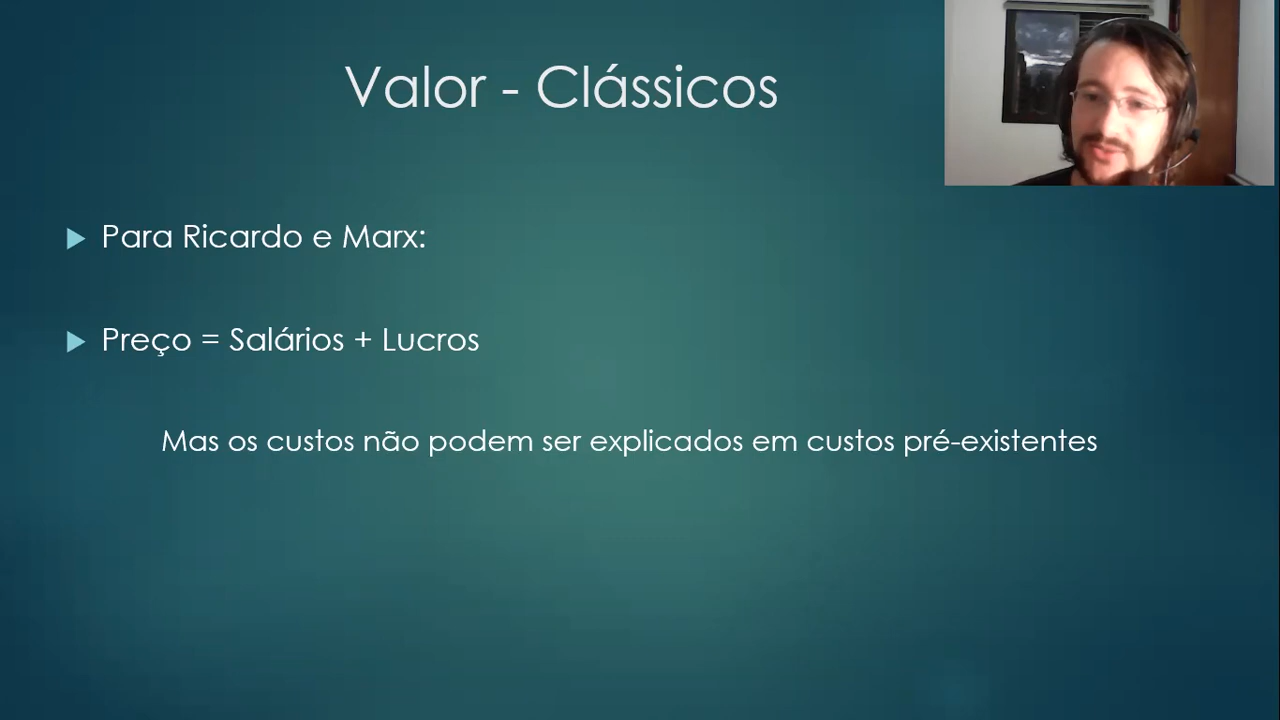 Valor - Clássicos
Para Ricardo e Marx:
Preço = Salários + Lucros
Mas os custos não podem ser explicados em custos pré-existentes